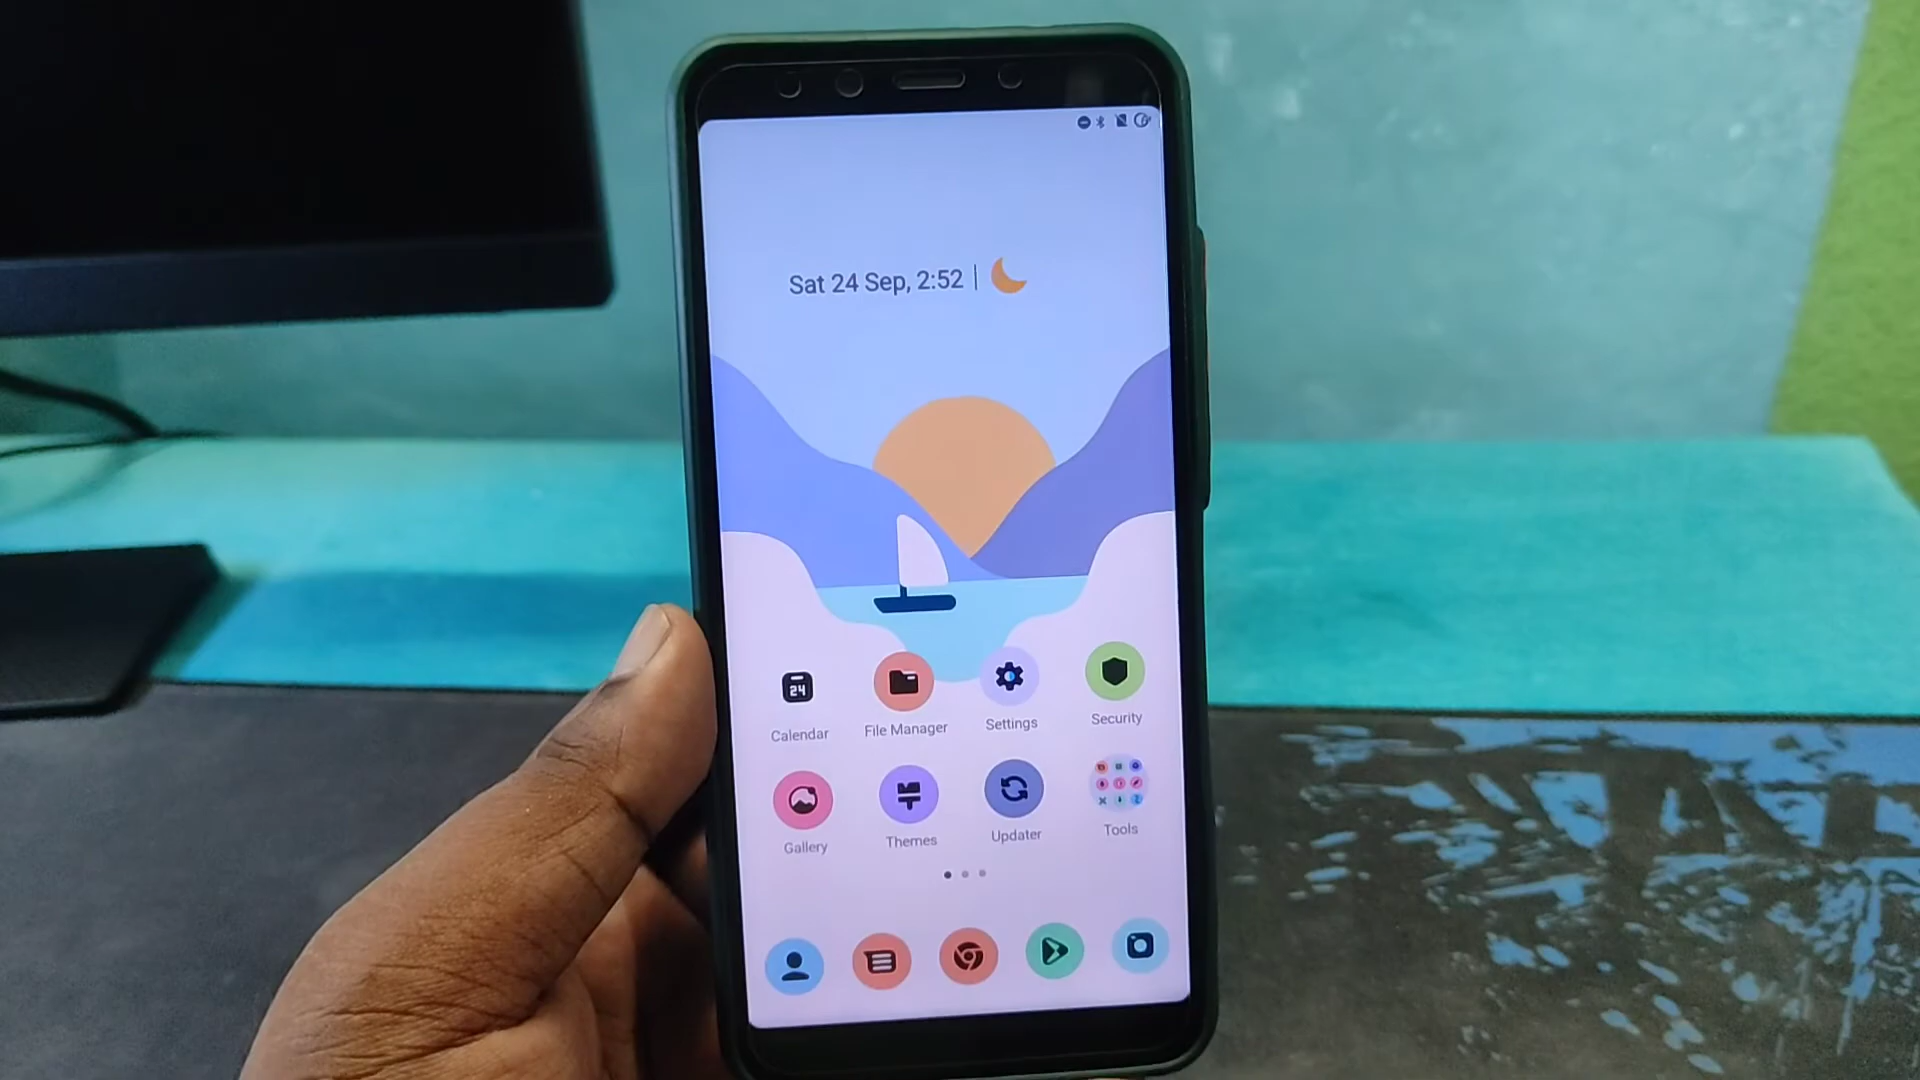 Sat 24 Sep, 2:52
24
Calendar
File Manager
Settings
Security
Gallery
Themes
Updater
Tools